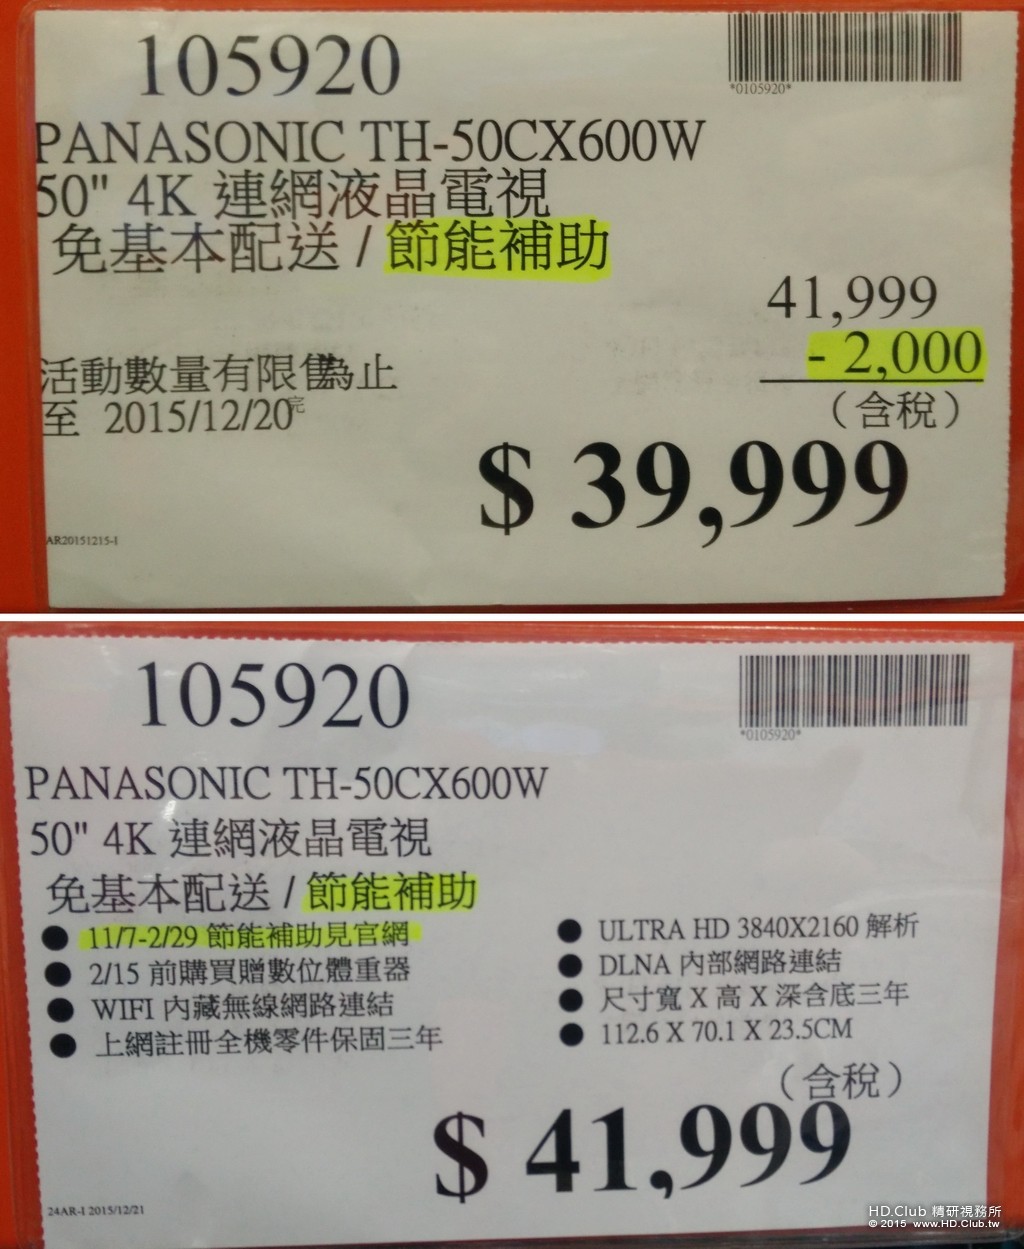 105920
*0105920*
PANASONIC TH-50CX600W
50" 4K 連網液晶電視
免基本配送 / 節能補助
41,999
- 2,000
活動數量有限售為止
至 2015/12/20完
（含稅）
$ 39,999
AR20151215-1
105920
*0105920*
PANASONIC TH-50CX600W
50" 4K 連網液晶電視
免基本配送 / 節能補助
● 11/7-2/29 節能補助見官網
● 2/15 前購買贈數位體重器
● WIFI 內藏無線網路連結
● 上網註冊全機零件保固三年
● ULTRA HD 3840X2160 解析
● DLNA 內部網路連結
● 尺寸寬 X 高 X 深含底三年
● 112.6 X 70.1 X 23.5CM
（含稅）
$ 41,999
24AR-I 2015/12/21
HD.Club 精研視務所
© 2015 www.HD.Club.tw